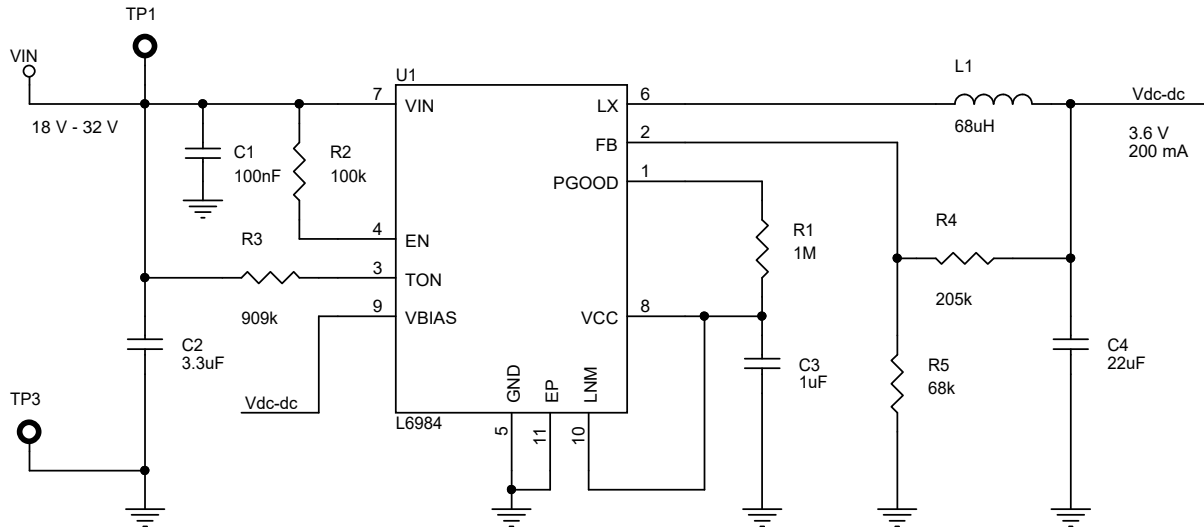 TP1
VIN
18 V - 32 V
C1
100nF
R2
100k
R3
909k
C2
3.3uF
TP3
Vdc-dc
U1
7
VIN
4
EN
3
TON
9
VBIAS
L6984
GND
5
EP
11
LNM
10
LX
6
FB
2
PGOOD
1
VCC
8
R1
1M
C3
1uF
L1
68uH
Vdc-dc
3.6 V
200 mA
R4
205k
R5
68k
C4
22uF